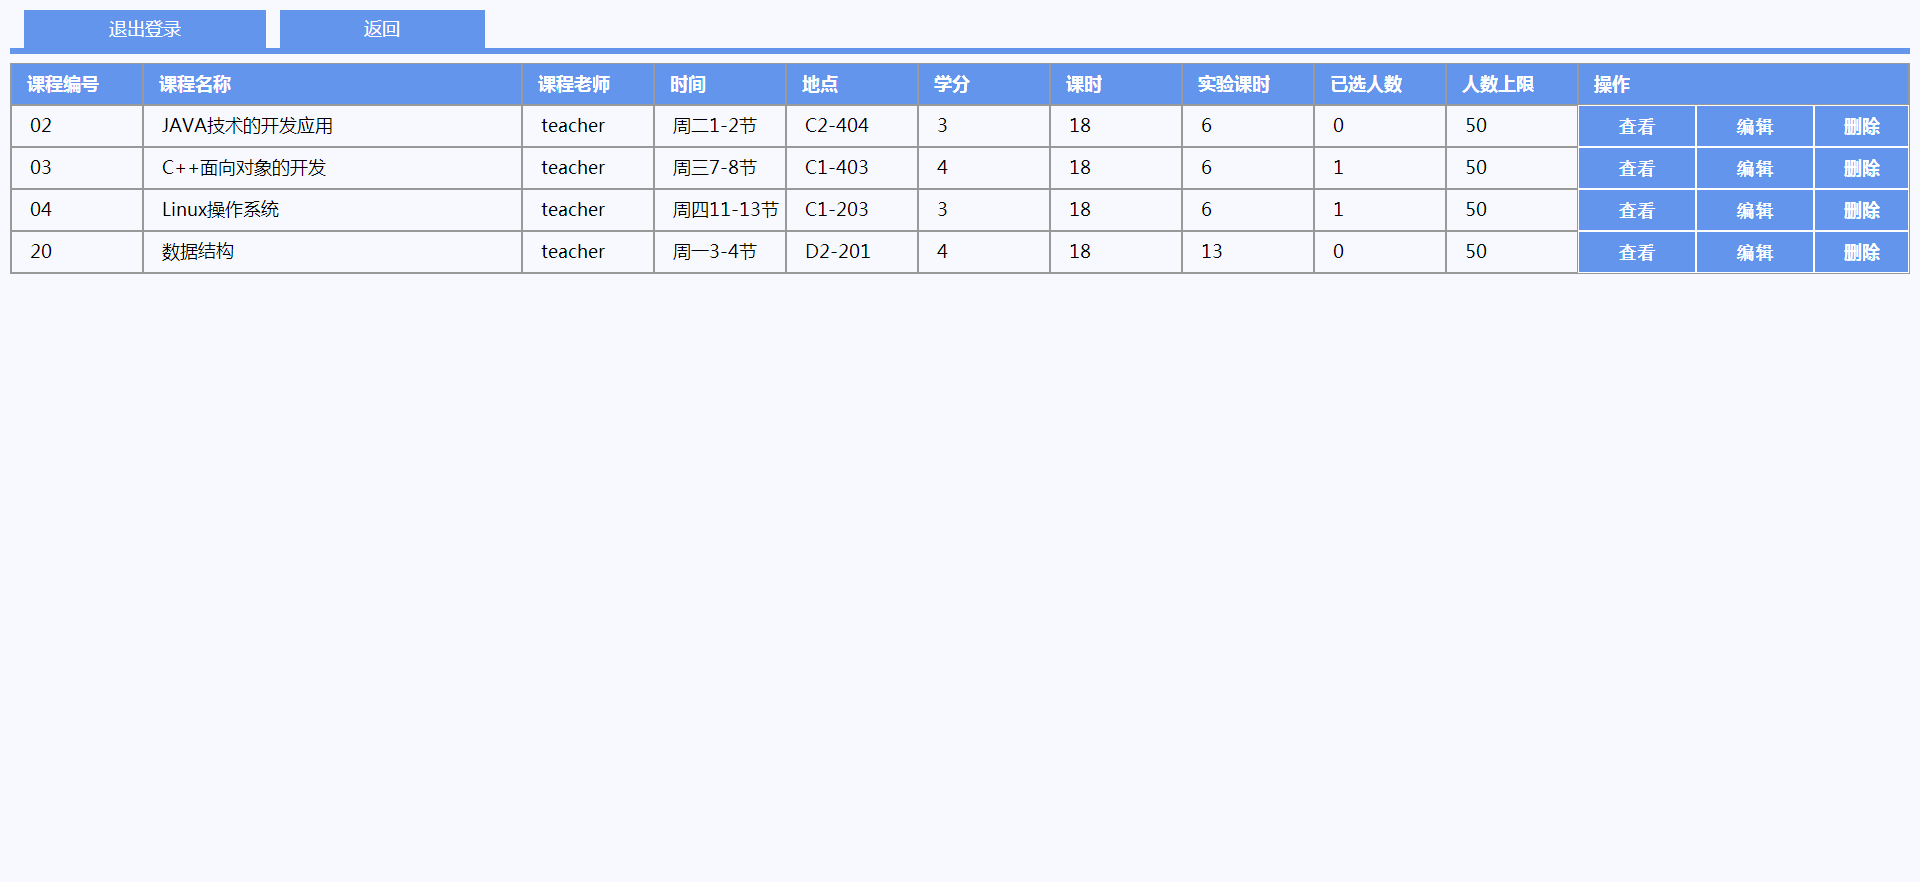 退出登录 返回
课程编号 课程名称 课程老师 时间 地点 学分 课时 实验课时 已选人数 人数上限 操作
02 JAVA技术的开发应用 teacher 周二1-2节 C2-404 3 18 6 0 50 查看 编辑 删除
03 C++面向对象的开发 teacher 周三7-8节 C1-403 4 18 6 1 50 查看 编辑 删除
04 Linux操作系统 teacher 周四11-13节 C1-203 3 18 6 1 50 查看 编辑 删除
20 数据结构 teacher 周一3-4节 D2-201 4 18 13 0 50 查看 编辑 删除